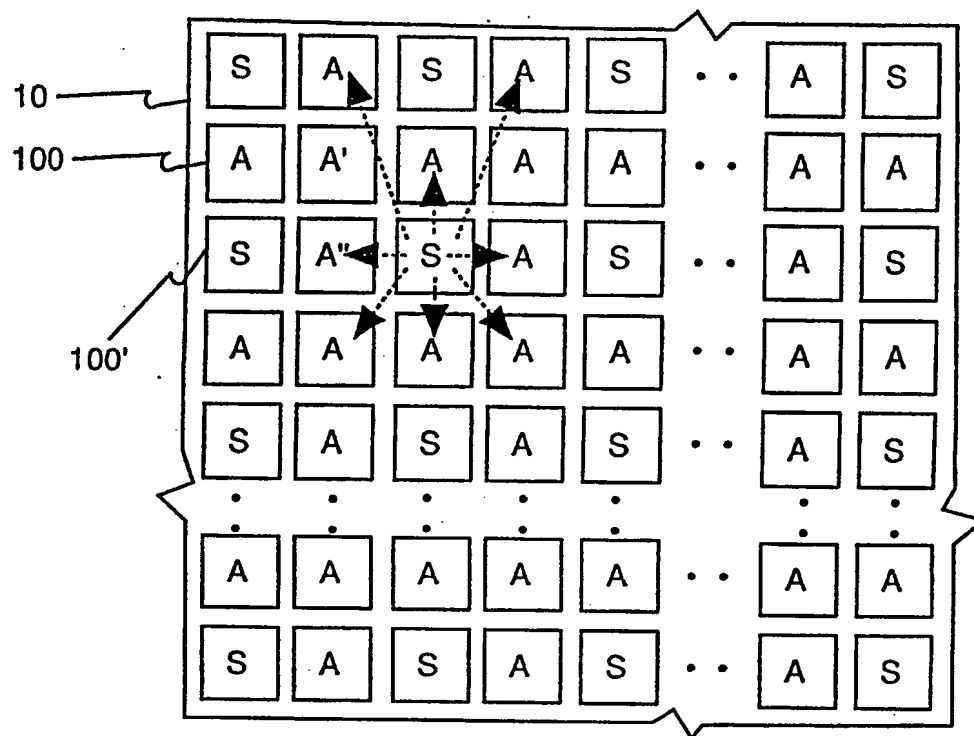 S A S A S . . A S
10
100 A A' A A A . . A A
S A" S A S . . A S
100'
A A A A A . . A A
S A S A S . . A S
. . . . . . .
. . . . . . .
A A A A A . . A A
S A S A S . . A S